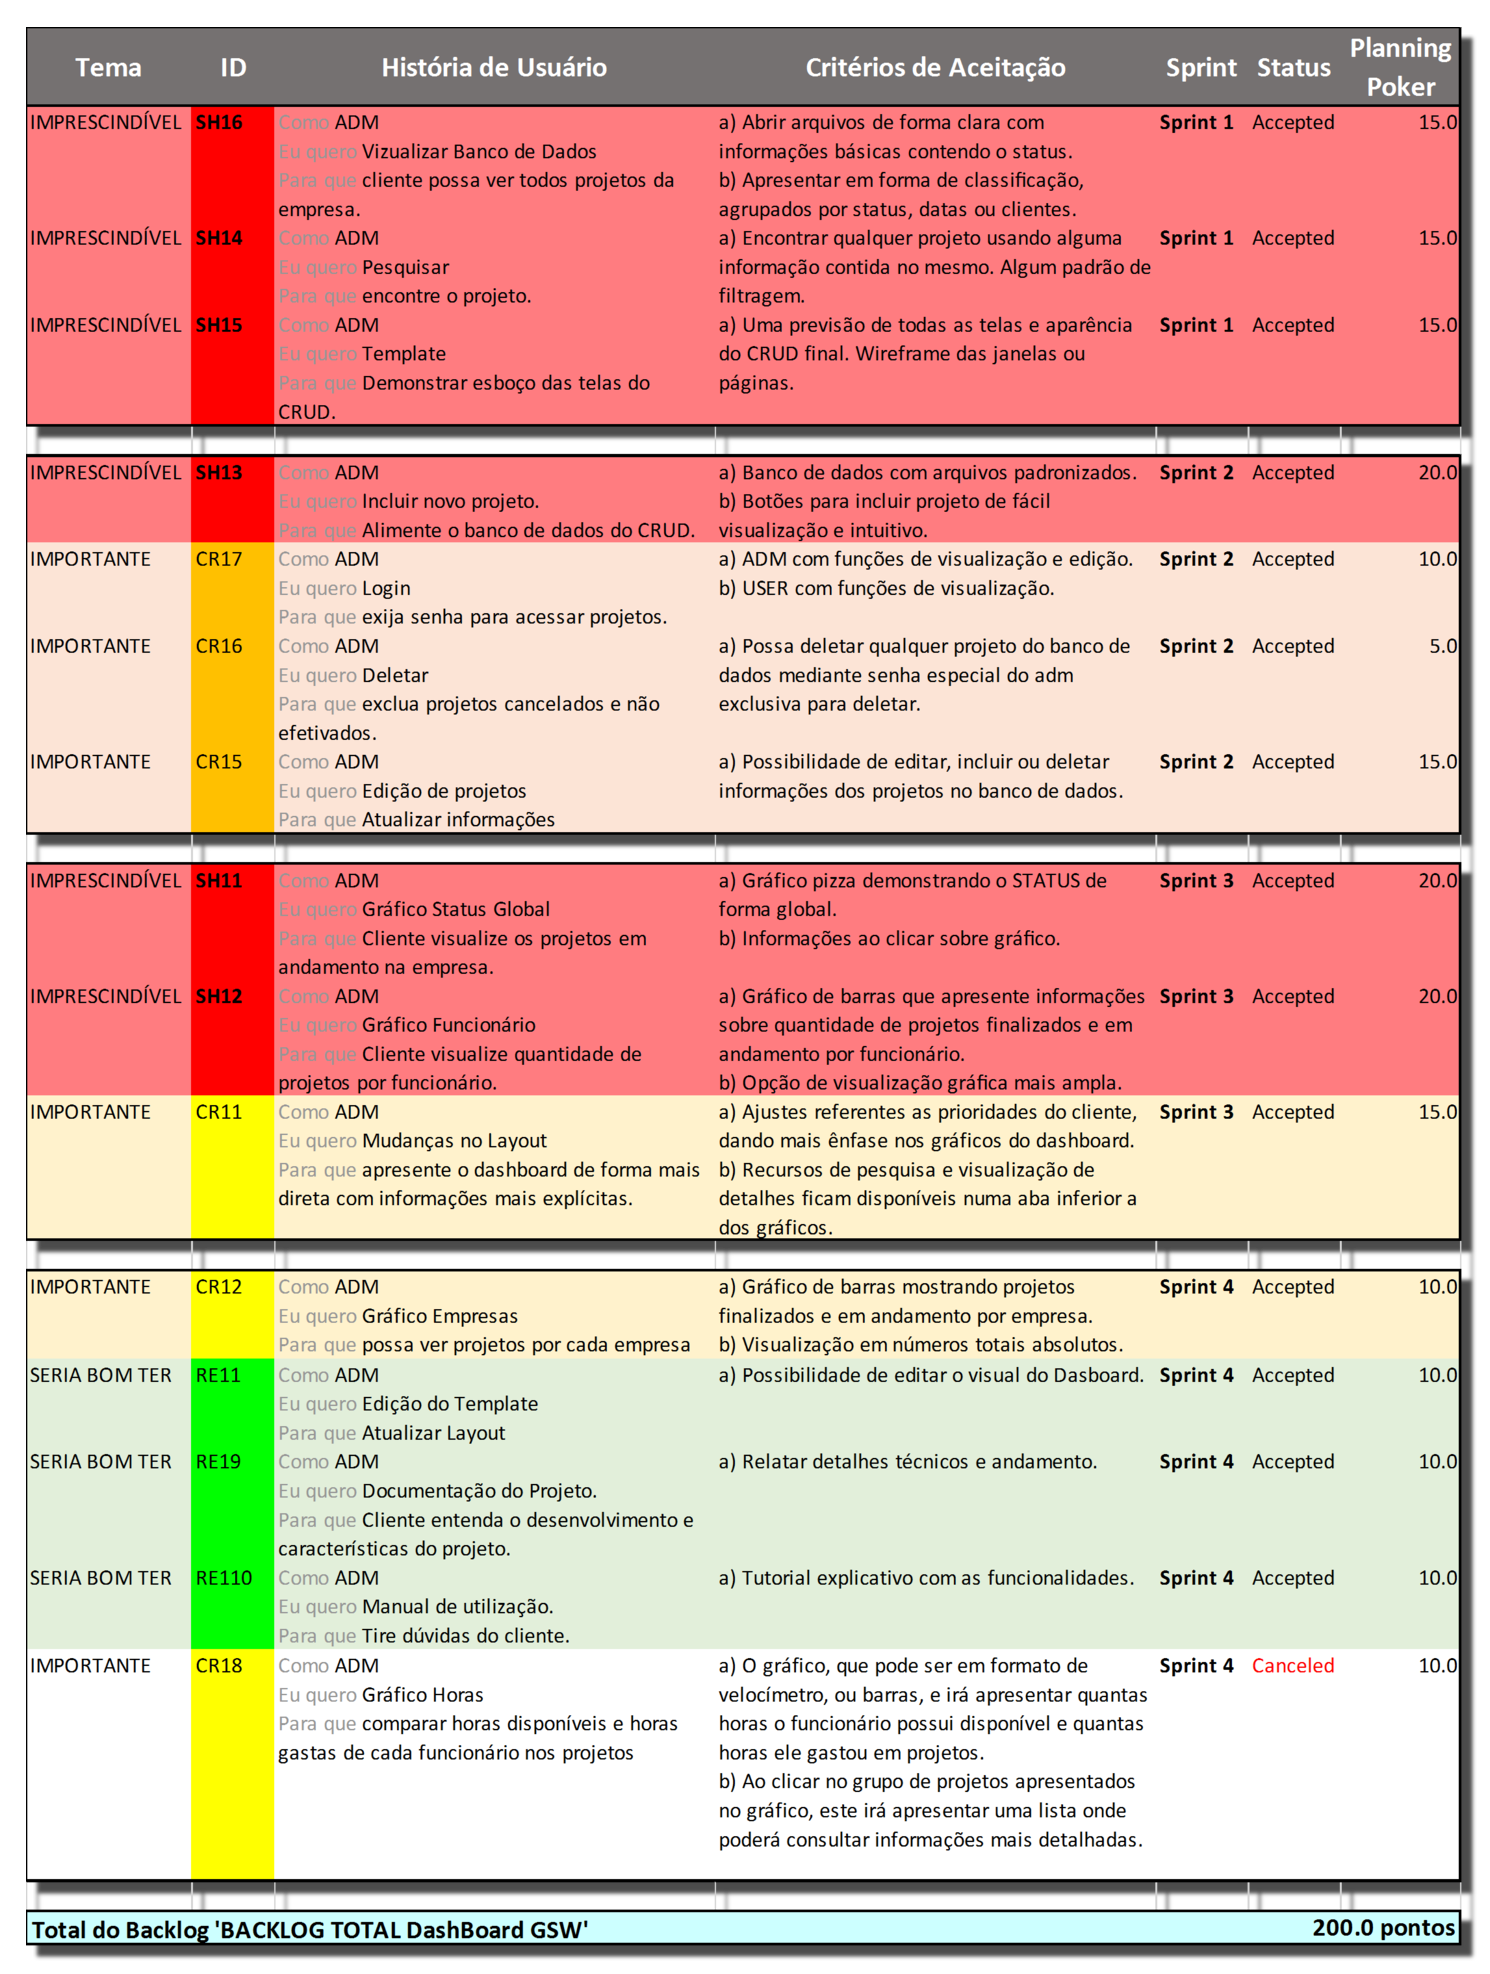 Tema ID História de Usuário Critérios de Aceitação Sprint Status Planning Poker
IMPRESCINDÍVEL SH16 Como ADM a) Abrir arquivos de forma clara com Sprint 1 Accepted 15.0
Eu quero Vizualizar Banco de Dados informações básicas contendo o status.
Para que cliente possa ver todos projetos da b) Apresentar em forma de classificação,
empresa. agrupados por status, datas ou clientes.
IMPRESCINDÍVEL SH14 Como ADM a) Encontrar qualquer projeto usando alguma Sprint 1 Accepted 15.0
Eu quero Pesquisar informação contida no mesmo. Algum padrão de
Para que encontre o projeto. filtragem.
IMPRESCINDÍVEL SH15 Como ADM a) Uma previsão de todas as telas e aparência Sprint 1 Accepted 15.0
Eu quero Template do CRUD final. Wireframe das janelas ou
Para que Demonstrar esboço das telas do páginas.
CRUD.
IMPRESCINDÍVEL SH13 Como ADM a) Banco de dados com arquivos padronizados. Sprint 2 Accepted 20.0
Eu quero Incluir novo projeto. b) Botões para incluir projeto de fácil
Para que Alimente o banco de dados do CRUD. visualização e intuitivo.
IMPORTANTE CR17 Como ADM a) ADM com funções de visualização e edição. Sprint 2 Accepted 10.0
Eu quero Login b) USER com funções de visualização.
Para que exija senha para acessar projetos.
IMPORTANTE CR16 Como ADM a) Possa deletar qualquer projeto do banco de Sprint 2 Accepted 5.0
Eu quero Deletar dados mediante senha especial do adm
Para que exclua projetos cancelados e não exclusiva para deletar.
efetivados.
IMPORTANTE CR15 Como ADM a) Possibilidade de editar, incluir ou deletar Sprint 2 Accepted 15.0
Eu quero Edição de projetos informações dos projetos no banco de dados.
Para que Atualizar informações
IMPRESCINDÍVEL SH11 Como ADM a) Gráfico pizza demonstrando o STATUS de Sprint 3 Accepted 20.0
Eu quero Gráfico Status Global forma global.
Para que Cliente visualize os projetos em b) Informações ao clicar sobre gráfico.
andamento na empresa.
IMPRESCINDÍVEL SH12 Como ADM a) Gráfico de barras que apresente informações Sprint 3 Accepted 20.0
Eu quero Gráfico Funcionário sobre quantidade de projetos finalizados e em
Para que Cliente visualize quantidade de andamento por funcionário.
projetos por funcionário. b) Opção de visualização gráfica mais ampla.
IMPORTANTE CR11 Como ADM a) Ajustes referentes as prioridades do cliente, Sprint 3 Accepted 15.0
Eu quero Mudanças no Layout dando mais ênfase nos gráficos do dashboard.
Para que apresente o dashboard de forma mais b) Recursos de pesquisa e visualização de
direta com informações mais explícitas. detalhes ficam disponíveis numa aba inferior a
dos gráficos.
IMPORTANTE CR12 Como ADM a) Gráfico de barras mostrando projetos Sprint 4 Accepted 10.0
Eu quero Gráfico Empresas finalizados e em andamento por empresa.
Para que possa ver projetos por cada empresa b) Visualização em números totais absolutos.
SERIA BOM TER RE11 Como ADM a) Possibilidade de editar o visual do Dasboard. Sprint 4 Accepted 10.0
Eu quero Edição do Template
Para que Atualizar Layout
SERIA BOM TER RE19 Como ADM a) Relatar detalhes técnicos e andamento. Sprint 4 Accepted 10.0
Eu quero Documentação do Projeto.
Para que Cliente entenda o desenvolvimento e
características do projeto.
SERIA BOM TER RE110 Como ADM a) Tutorial explicativo com as funcionalidades. Sprint 4 Accepted 10.0
Eu quero Manual de utilização.
Para que Tire dúvidas do cliente.
IMPORTANTE CR18 Como ADM a) O gráfico, que pode ser em formato de Sprint 4 Canceled 10.0
Eu quero Gráfico Horas velocímetro, ou barras, e irá apresentar quantas
Para que comparar horas disponíveis e horas horas o funcionário possui disponível e quantas
gastas de cada funcionário nos projetos horas ele gastou em projetos.
b) Ao clicar no grupo de projetos apresentados
no gráfico, este irá apresentar uma lista onde
poderá consultar informações mais detalhadas.
Total do Backlog 'BACKLOG TOTAL DashBoard GSW' 200.0 pontos